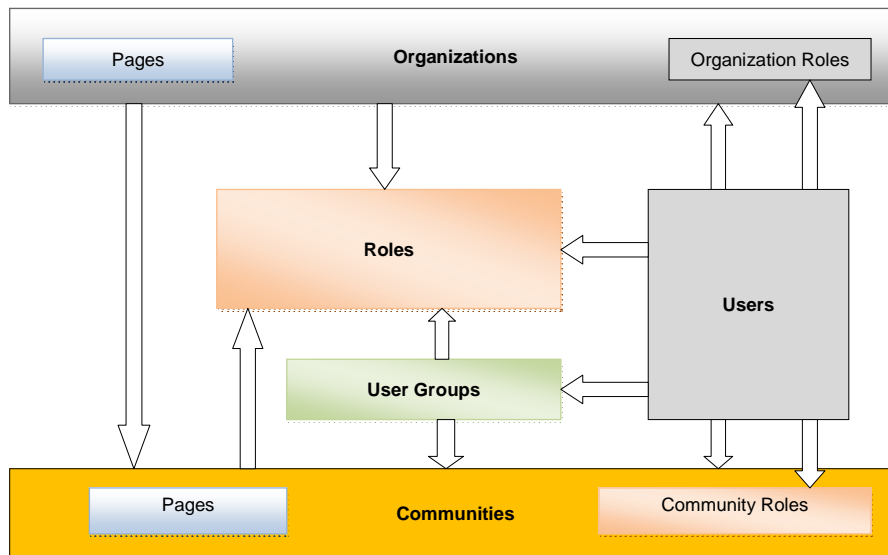 Pages
Organizations
Organization Roles
Roles
Users
User Groups
Pages
Communities
Community Roles